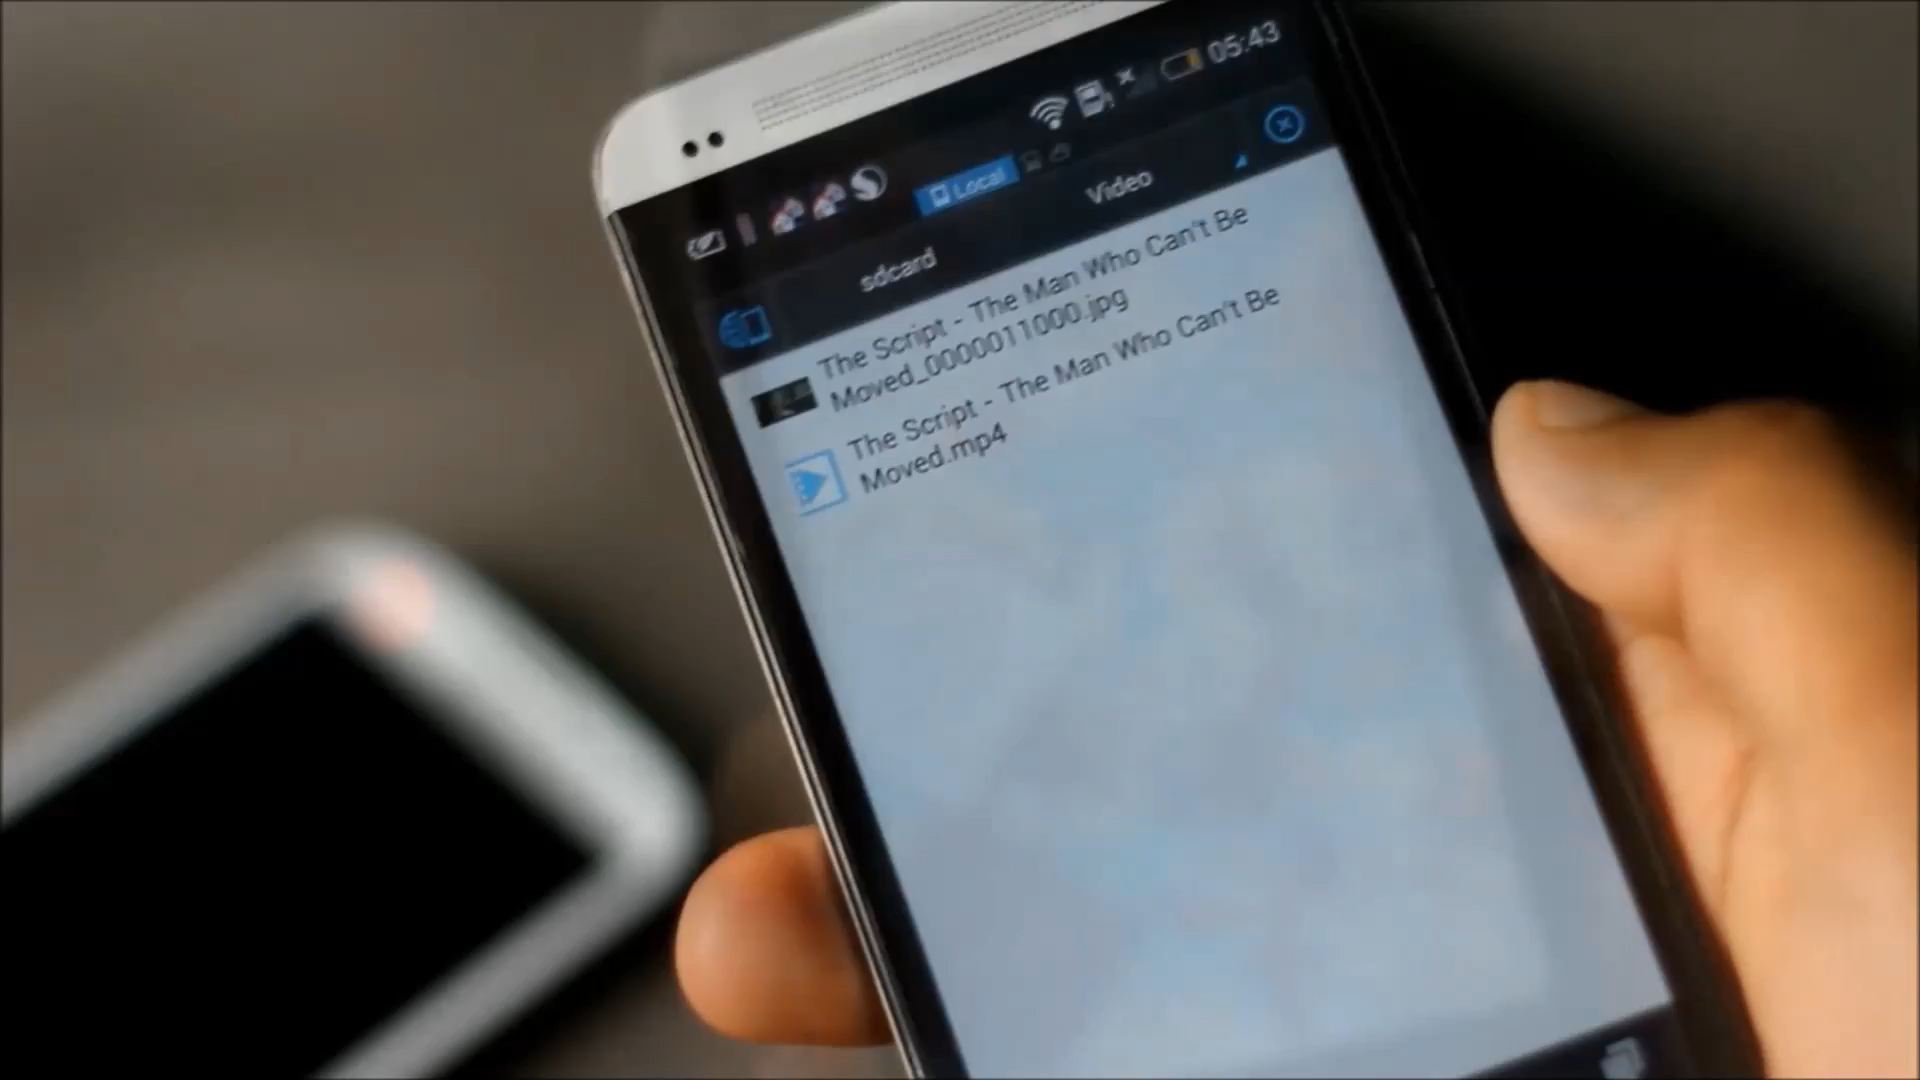 05:43
Local
sdcard
Video
The Script - The Man Who Can't Be
Moved_0000011000.jpg
The Script - The Man Who Can't Be
Moved.mp4